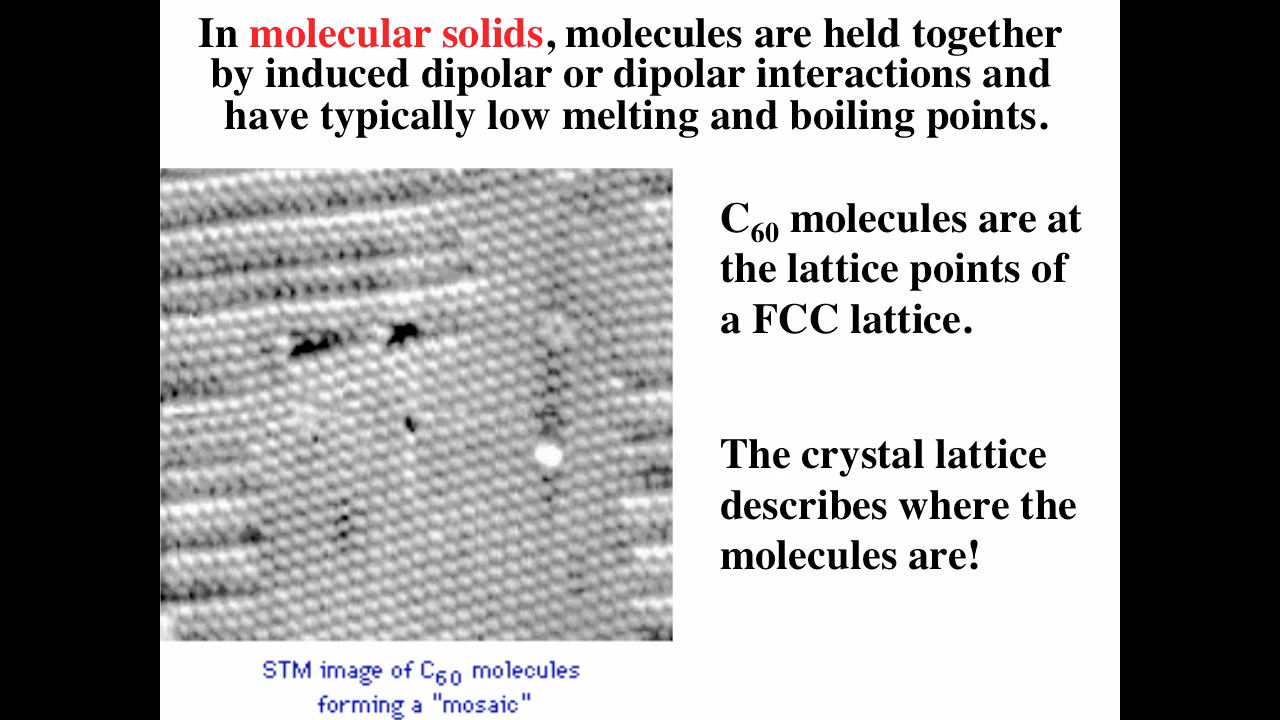 In molecular solids, molecules are held together
by induced dipolar or dipolar interactions and
have typically low melting and boiling points.
C60 molecules are at
the lattice points of
a FCC lattice.
The crystal lattice
describes where the
molecules are!
STM image of C60 molecules
forming a "mosaic"